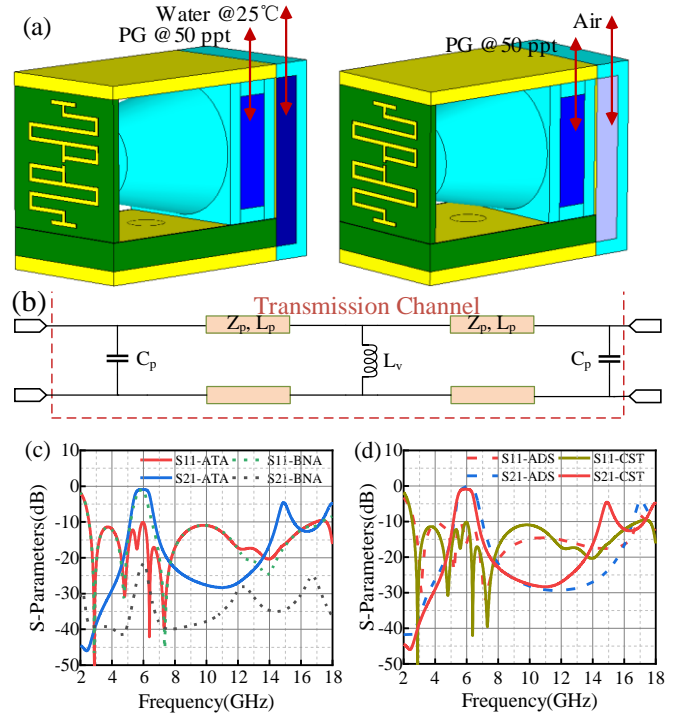 (a)
Water @25℃
PG @50 ppt
Air
PG @50 ppt
(b)
Transmission Channel
Zp, Lp
Zp, Lp
Cp
Lv
Cp
(c)
(d)
10
0
-10
-20
-30
-40
-50
S-Parameters(dB)
S11-ATA
S11-BNA
S21-ATA
S21-BNA
2 4 6 8 10 12 14 16 18
Frequency(GHz)
10
0
-10
-20
-30
-40
-50
S-Parameters(dB)
S11-ADS
S11-CST
S21-ADS
S21-CST
2 4 6 8 10 12 14 16 18
Frequency(GHz)